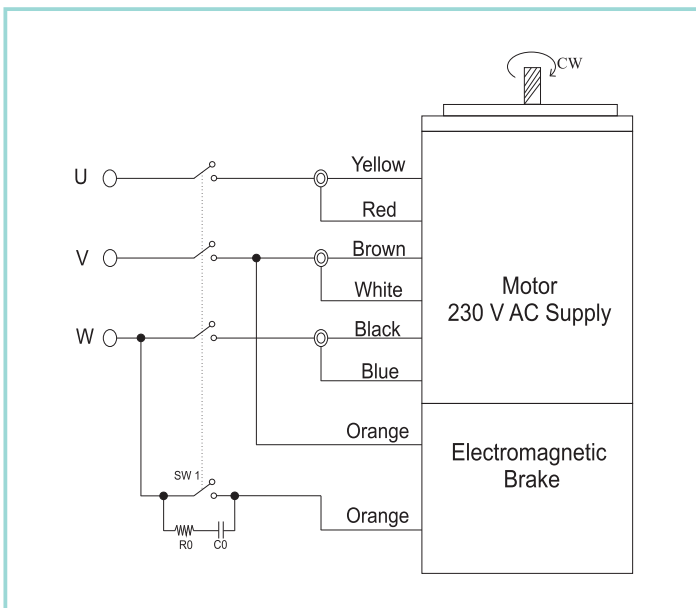 CW
U
Yellow
Red
V
Brown
White
Motor
230 V AC Supply
W
Black
Blue
Orange
Electromagnetic
Brake
SW 1
Orange
R0
C0